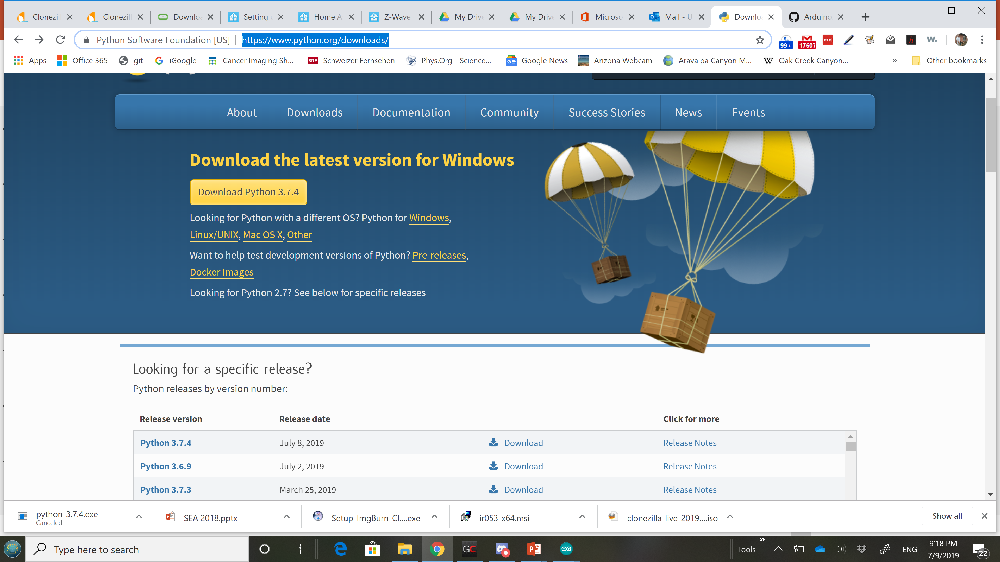 Clonezill
Clonezill
Downloa
Setting u
Home A
Z-Wave
My Drive
My Drive
Microso
Mail - U
Downloa
Arduino
Python Software Foundation [US] https://www.python.org/downloads/
99+
17607
h
w.
Apps
Office 365
git
iGoogle
Cancer Imaging Sh...
SRF
Schweizer Fernsehen
Phys.Org - Science...
GE
Google News
Arizona Webcam
Aravaipa Canyon M...
W
Oak Creek Canyon...
»
Other bookmarks
About
Downloads
Documentation
Community
Success Stories
News
Events
Download the latest version for Windows
Download Python 3.7.4
Looking for Python with a different OS? Python for Windows,
Linux/UNIX, Mac OS X, Other
Want to help test development versions of Python? Pre-releases,
Docker images
Looking for Python 2.7? See below for specific releases
Looking for a specific release?
Python releases by version number:
Release version Release date Click for more
Python 3.7.4 July 8, 2019 Download Release Notes
Python 3.6.9 July 2, 2019 Download Release Notes
Python 3.7.3 March 25, 2019 Download Release Notes
python-3.7.4.exe
Canceled
SEA 2018.pptx
Setup_ImgBurn_Cl....exe
ir053_x64.msi
clonezilla-live-2019....iso
Show all
Type here to search
GC
Tools
»
ENG
9:18 PM
7/9/2019
22